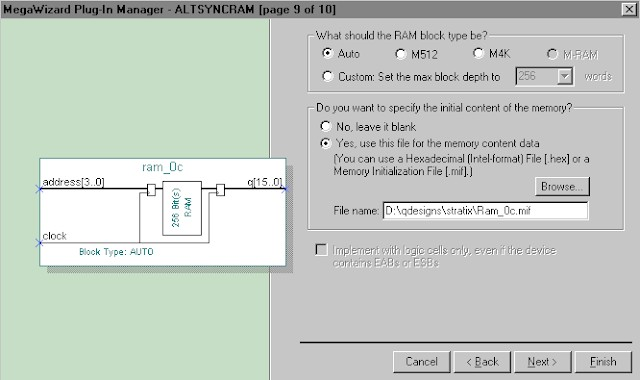 MegaWizard Plug-In Manager - ALTSYNCRAM [page 9 of 10]
What should the RAM block type be?
Auto M512 M4K M-RAM
Custom: Set the max block depth to 256 words
Do you want to specify the initial content of the memory?
No, leave it blank
Yes, use this file for the memory content data
(You can use a Hexadecimal (Intel-format) File [.hex] or a
Memory Initialization File [.mif].)
Browse...
File name: D:\qdesigns\stratix\Ram_0c.mif
Implement with logic cells only, even if the device
contains EABs or ESBs
ram_0c
address[3..0] q[15..0]
256 Bit(s)
RAM
clock
Block Type: AUTO
Cancel < Back Next > Finish